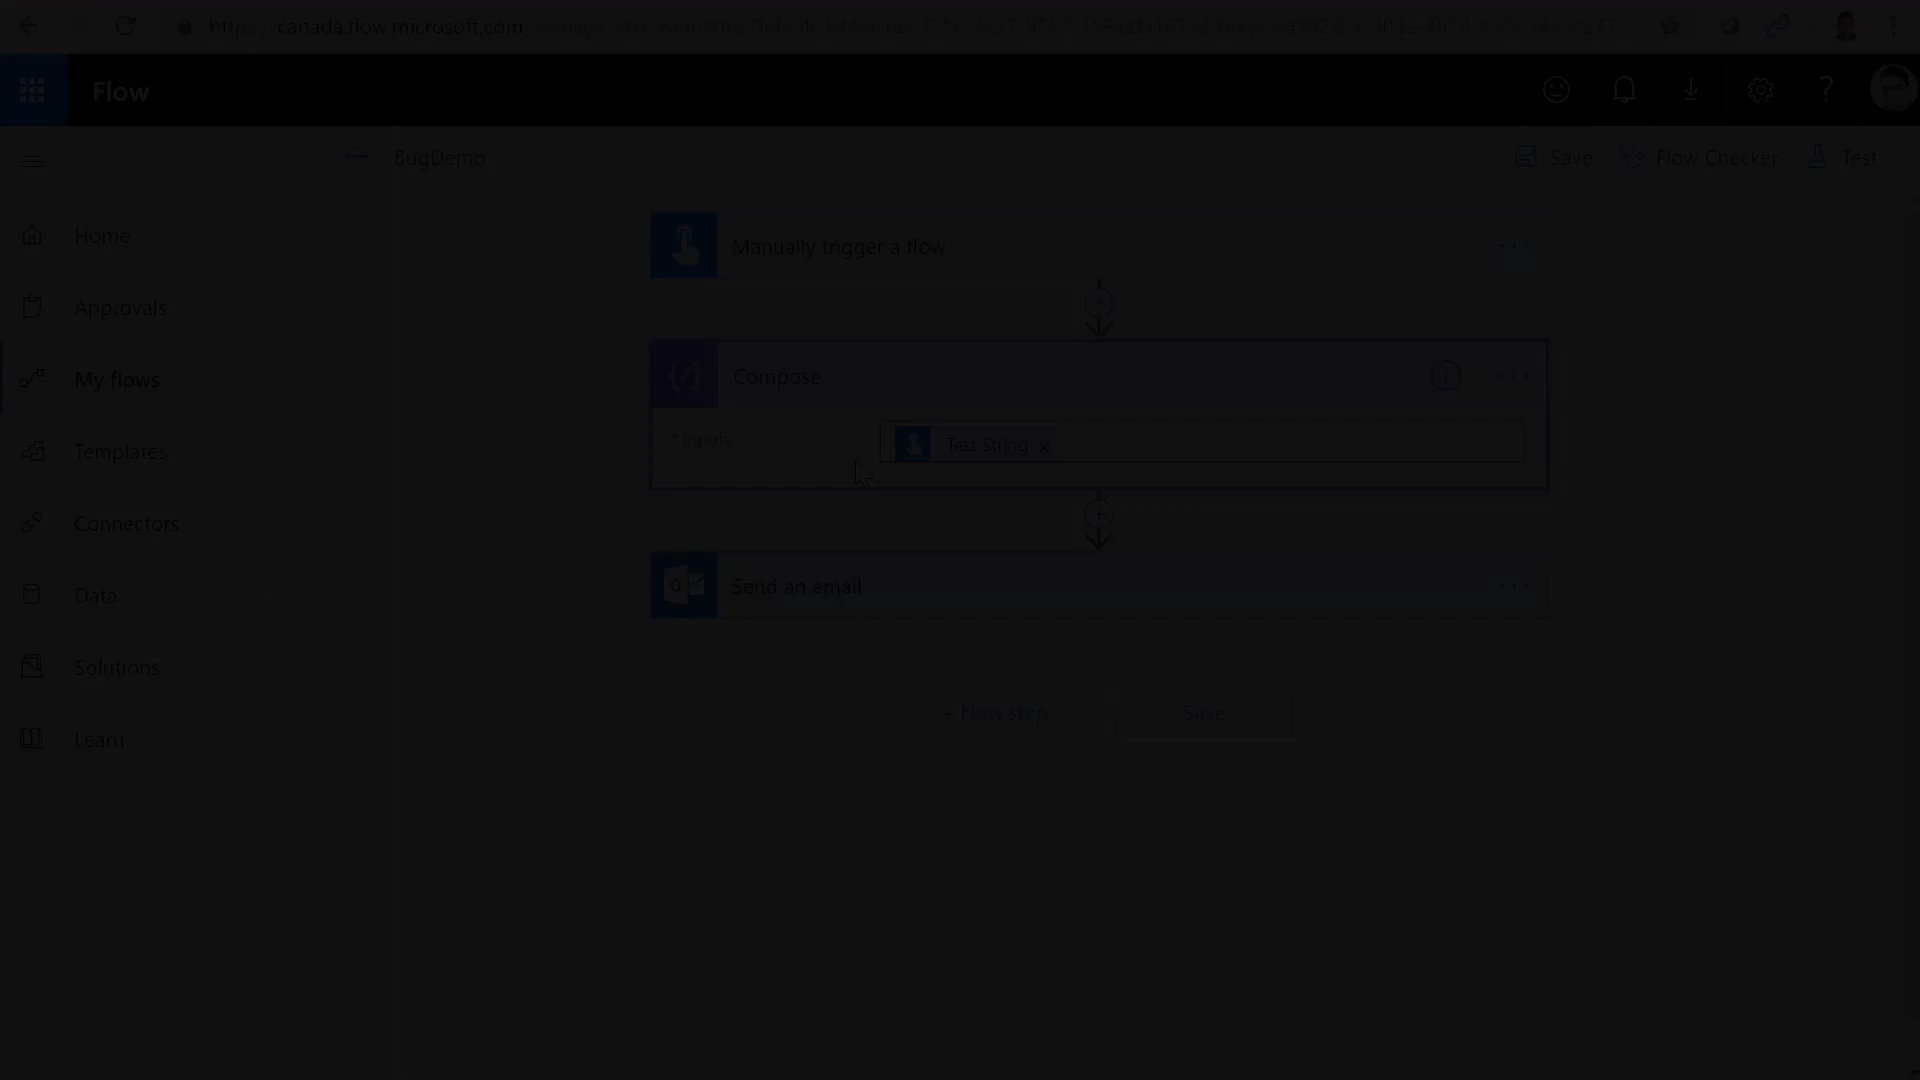 https://canada.flow.microsoft.com
Flow
BugDemo
Save
Flow Checker
Test
Home
Approvals
My flows
Templates
Connectors
Data
Solutions
Learn
Manually trigger a flow
Compose
* Inputs
Test String ×
Send an email
+ New step
Save